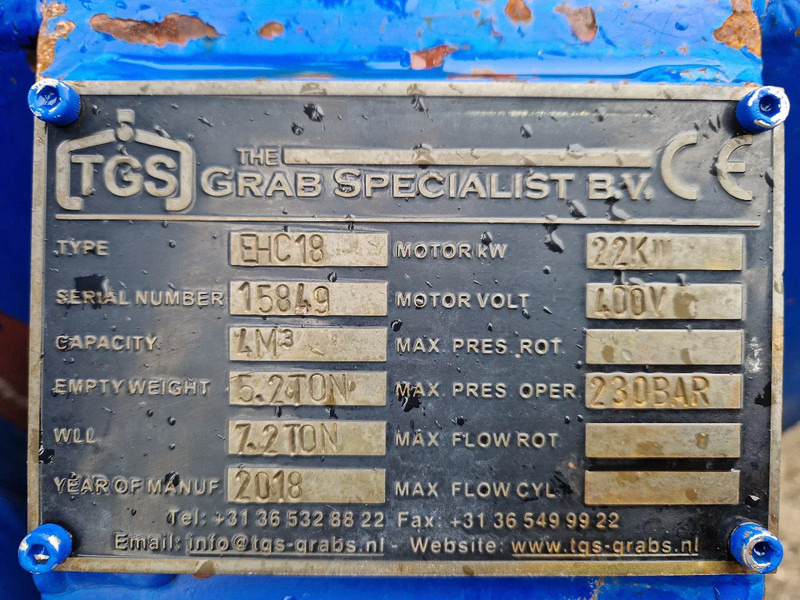 TGS THE GRAB SPECIALIST B.V. CE
TYPE EHC18 MOTOR kW 22KW
SERIAL NUMBER 15849 MOTOR VOLT 400V
CAPACITY 4M³ MAX. PRES. ROT.
EMPTY WEIGHT 5.2TON MAX. PRES. OPER. 230BAR
WLL 7.2TON MAX. FLOW ROT.
YEAR OF MANUF. 2018 MAX. FLOW CYL.
Tel: +31 36 532 88 22 Fax: +31 36 549 99 22
Email: info@tgs-grabs.nl - Website: www.tgs-grabs.nl